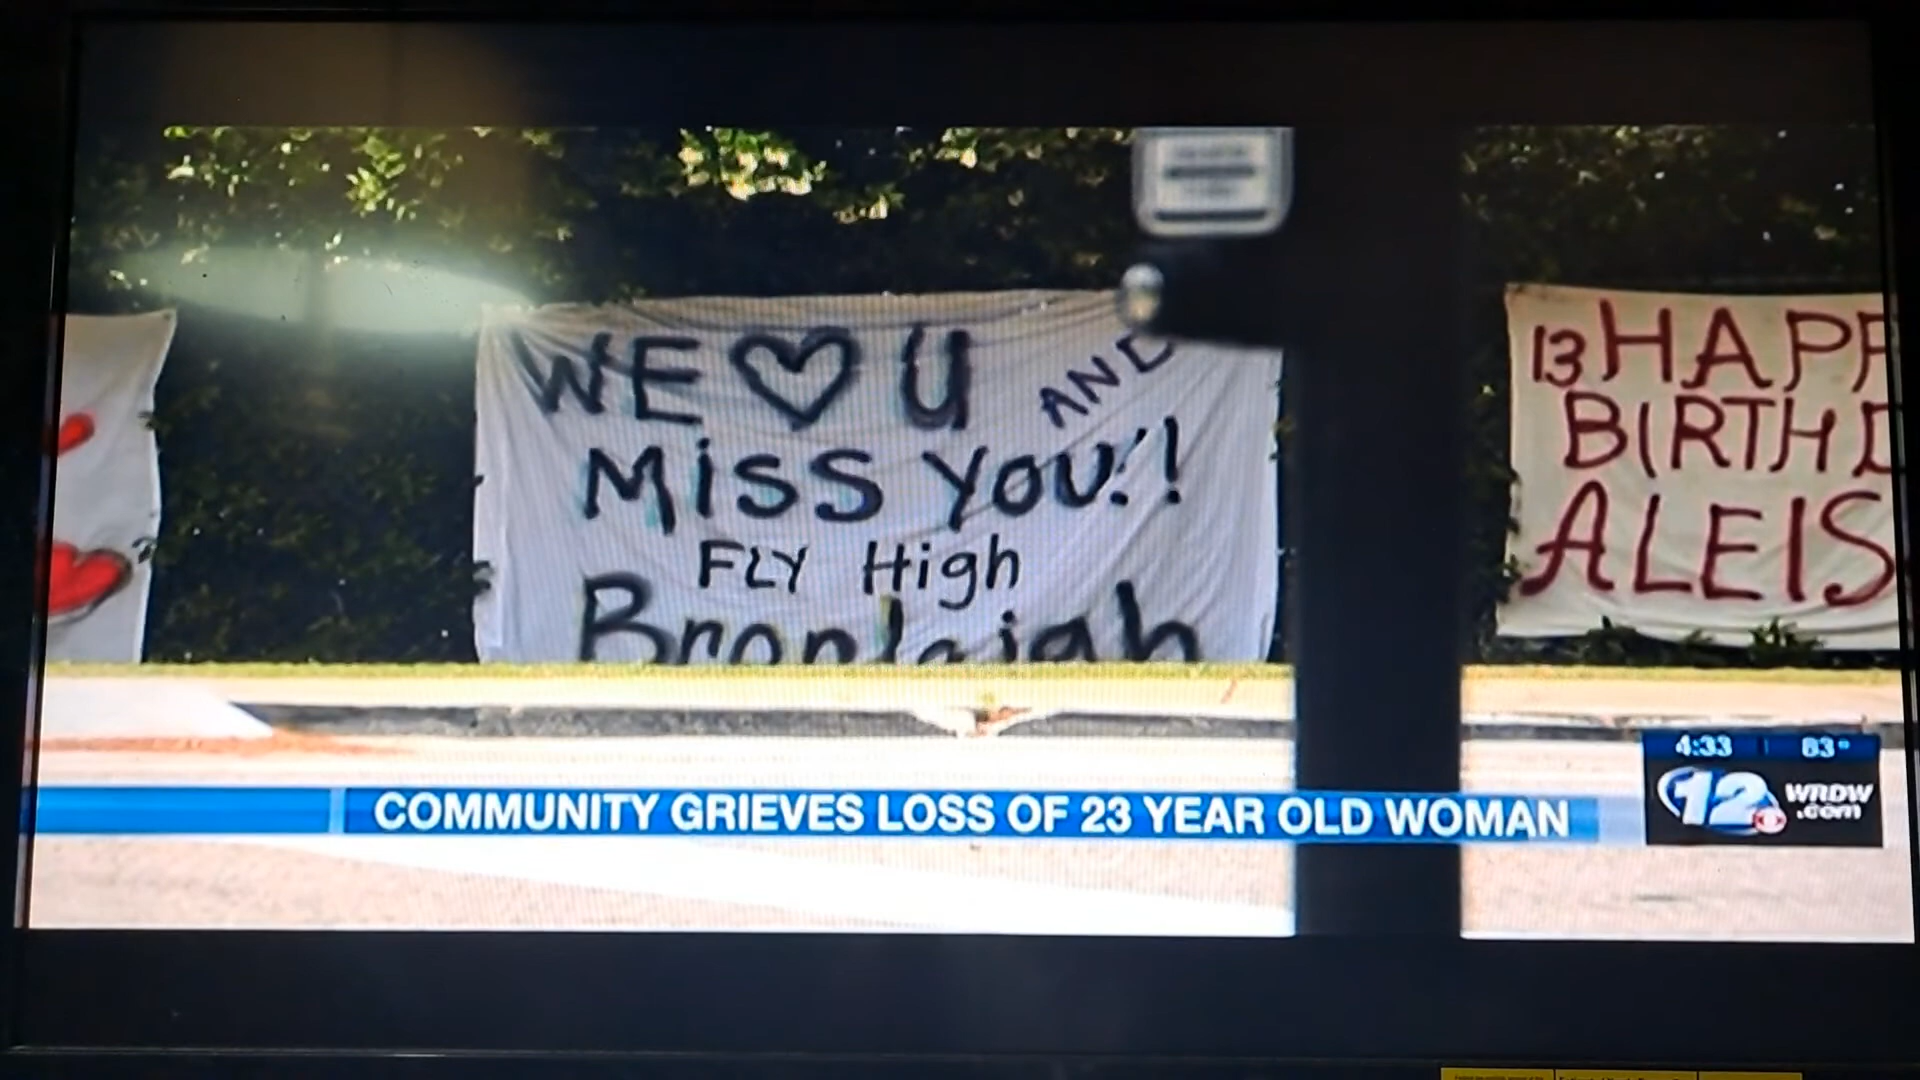 WE ♡ U AND
MiSS YOU!!
FLY High
13 HAPP
BIRTHD
ALEIS
4:33 83°
12 WRDW
.com
COMMUNITY GRIEVES LOSS OF 23 YEAR OLD WOMAN